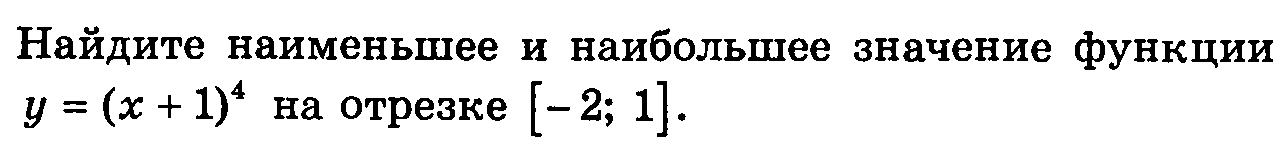 Найдите наименьшее и наибольшее значение функции
y = (x + 1)⁴ на отрезке [– 2; 1].